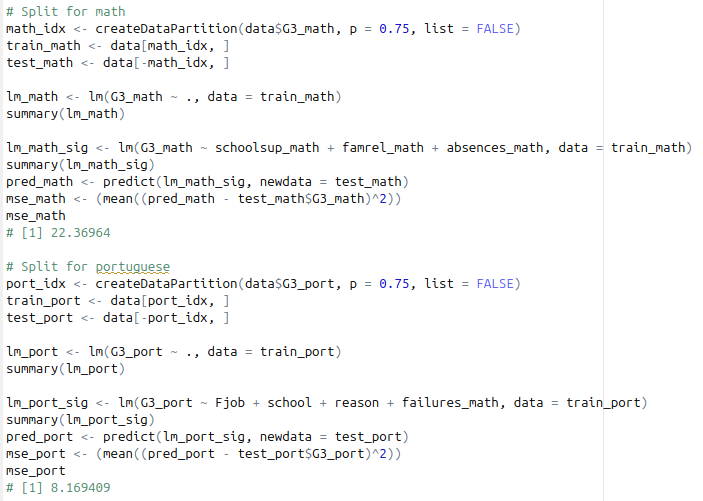 # Split for math
math_idx <- createDataPartition(data$G3_math, p = 0.75, list = FALSE)
train_math <- data[math_idx, ]
test_math <- data[-math_idx, ]

lm_math <- lm(G3_math ~ ., data = train_math)
summary(lm_math)

lm_math_sig <- lm(G3_math ~ schoolsup_math + famrel_math + absences_math, data = train_math)
summary(lm_math_sig)
pred_math <- predict(lm_math_sig, newdata = test_math)
mse_math <- (mean((pred_math - test_math$G3_math)^2))
mse_math
# [1] 22.36964

# Split for portuguese
port_idx <- createDataPartition(data$G3_port, p = 0.75, list = FALSE)
train_port <- data[port_idx, ]
test_port <- data[-port_idx, ]

lm_port <- lm(G3_port ~ ., data = train_port)
summary(lm_port)

lm_port_sig <- lm(G3_port ~ Fjob + school + reason + failures_math, data = train_port)
summary(lm_port_sig)
pred_port <- predict(lm_port_sig, newdata = test_port)
mse_port <- (mean((pred_port - test_port$G3_port)^2))
mse_port
# [1] 8.169409